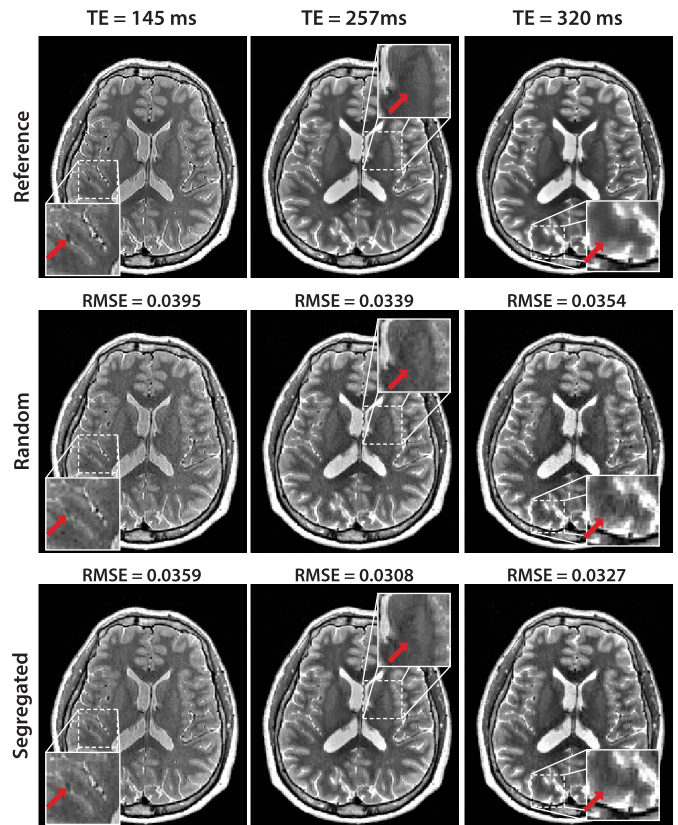 TE = 145 ms
TE = 257ms
TE = 320 ms
Reference
RMSE = 0.0395
RMSE = 0.0339
RMSE = 0.0354
Random
RMSE = 0.0359
RMSE = 0.0308
RMSE = 0.0327
Segregated